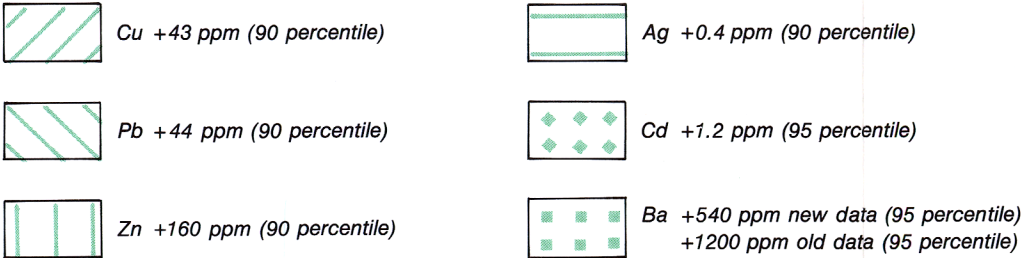 Cu +43 ppm (90 percentile)
Pb +44 ppm (90 percentile)
Zn +160 ppm (90 percentile)
Ag +0.4 ppm (90 percentile)
Cd +1.2 ppm (95 percentile)
Ba +540 ppm new data (95 percentile)
+1200 ppm old data (95 percentile)